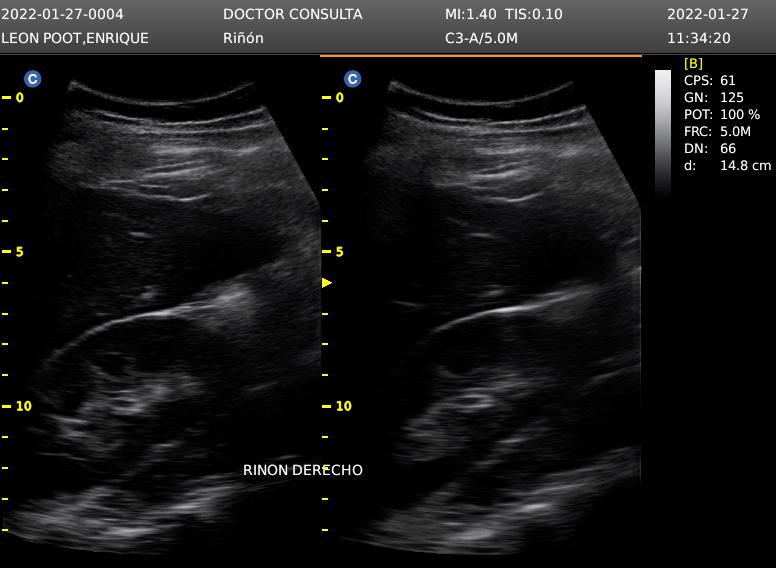 2022-01-27-0004 DOCTOR CONSULTA MI:1.40 TIS:0.10 2022-01-27
LEON POOT,ENRIQUE Riñón C3-A/5.0M 11:34:20
C C
[B]
CPS: 61
GN: 125
POT: 100 %
FRC: 5.0M
DN: 66
d: 14.8 cm
0 0
5 5
10 10
RINON DERECHO